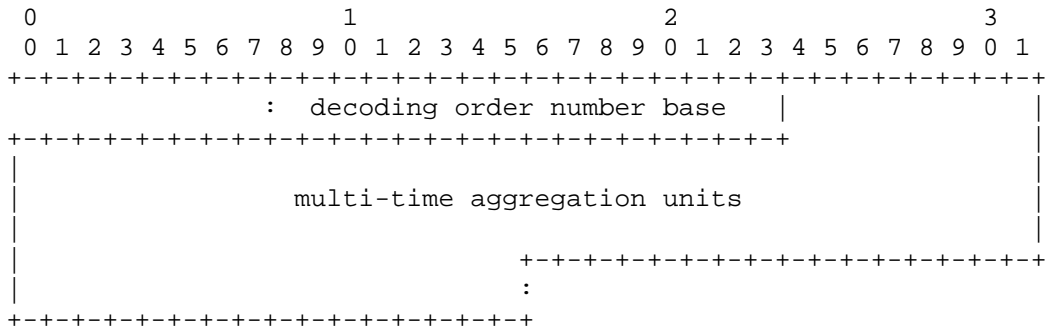 0                   1                   2                   3
 0 1 2 3 4 5 6 7 8 9 0 1 2 3 4 5 6 7 8 9 0 1 2 3 4 5 6 7 8 9 0 1
+-+-+-+-+-+-+-+-+-+-+-+-+-+-+-+-+-+-+-+-+-+-+-+-+-+-+-+-+-+-+-+-+
                :  decoding order number base   |               |
+-+-+-+-+-+-+-+-+-+-+-+-+-+-+-+-+-+-+-+-+-+-+-+-+               |
|                                                               |
|                 multi-time aggregation units                  |
|                                                               |
|                               +-+-+-+-+-+-+-+-+-+-+-+-+-+-+-+-+
|                               :
+-+-+-+-+-+-+-+-+-+-+-+-+-+-+-+-+